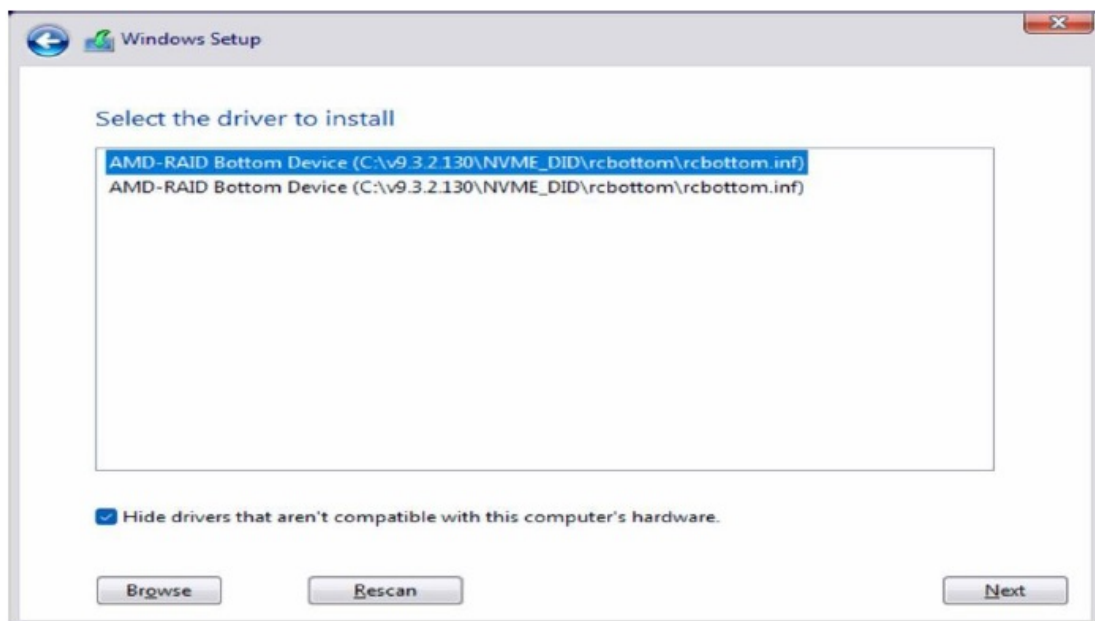 Windows Setup
Select the driver to install
AMD-RAID Bottom Device (C:\v9.3.2.130\NVME_DID\rcbottom\rcbottom.inf)
AMD-RAID Bottom Device (C:\v9.3.2.130\NVME_DID\rcbottom\rcbottom.inf)
Hide drivers that aren't compatible with this computer's hardware.
Browse Rescan Next